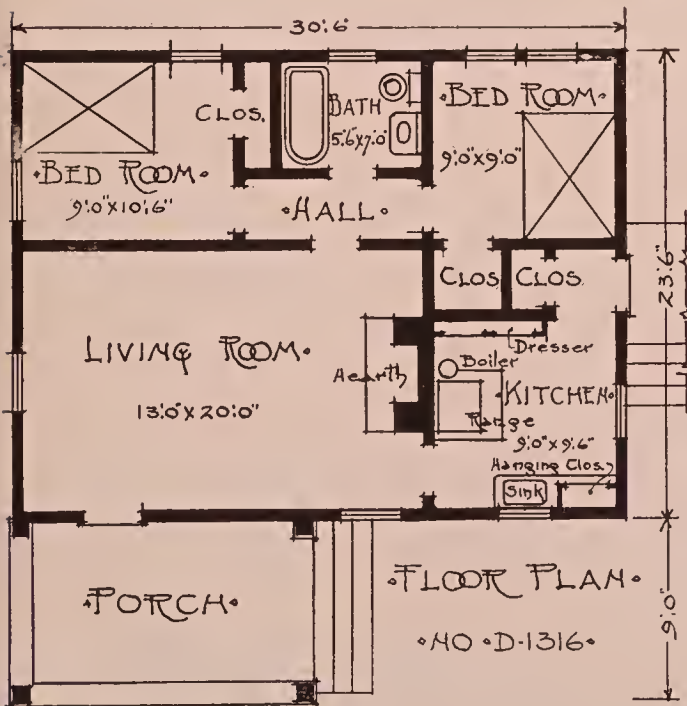 30'6"
CLOS.
BATH
5'6"x7'0"
BED ROOM
9'0"x9'0"
BED ROOM
9'0"x10'6"
HALL
CLOS.
CLOS.
23'6"
LIVING ROOM
13'0"x20'0"
Hearth
Dresser
Boiler
KITCHEN
Range
9'0"x9'6"
Hanging Clos.
Sink
PORCH
FLOOR PLAN
NO D-1316
9'0"